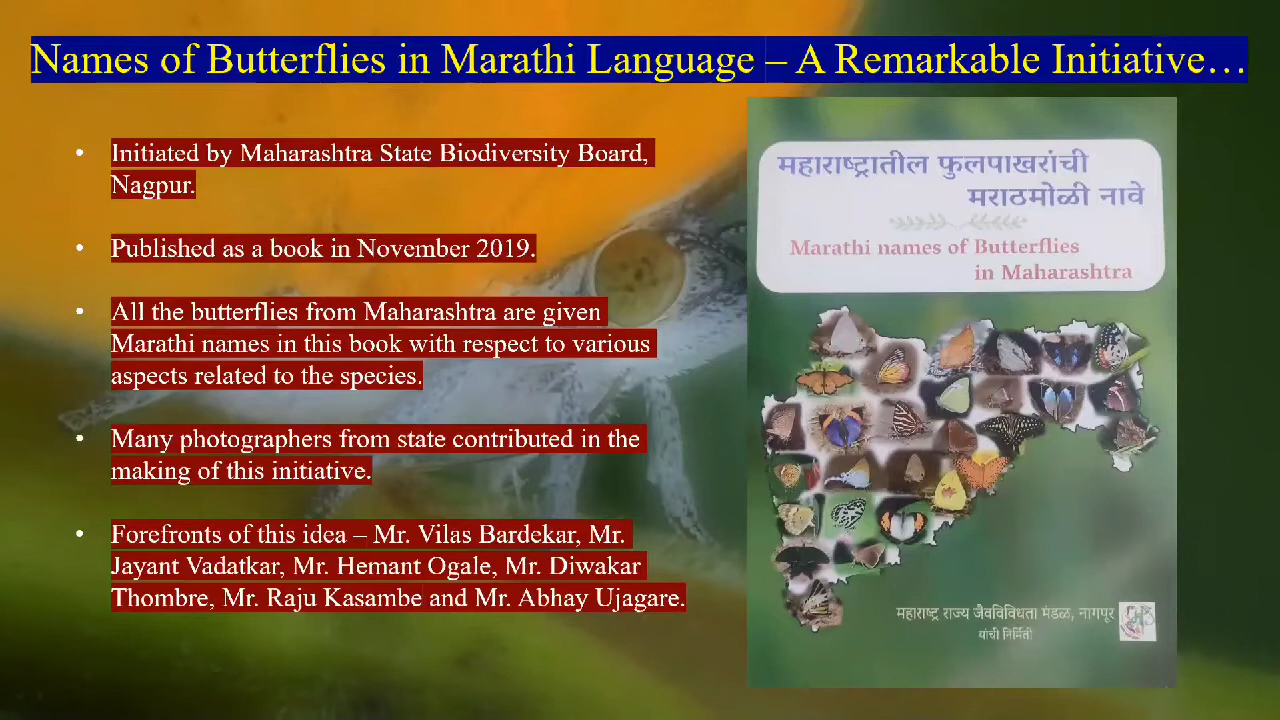 Names of Butterflies in Marathi Language – A Remarkable Initiative…
• Initiated by Maharashtra State Biodiversity Board,
Nagpur.
• Published as a book in November 2019.
• All the butterflies from Maharashtra are given
Marathi names in this book with respect to various
aspects related to the species.
• Many photographers from state contributed in the
making of this initiative.
• Forefronts of this idea – Mr. Vilas Bardekar, Mr.
Jayant Vadatkar, Mr. Hemant Ogale, Mr. Diwakar
Thombre, Mr. Raju Kasambe and Mr. Abhay Ujagare.
महाराष्ट्रातील फुलपाखरांची
मराठमोळी नावे
Marathi names of Butterflies
in Maharashtra
महाराष्ट्र राज्य जैवविविधता मंडळ, नागपूर
यांची निर्मिती